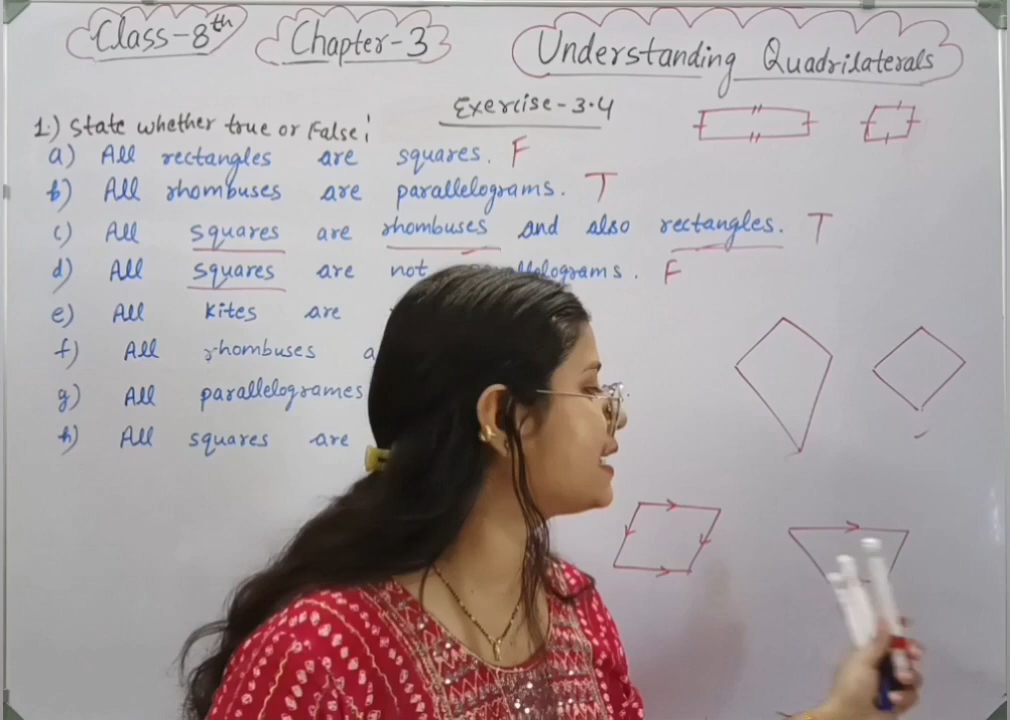 Class-8th Chapter-3 Understanding Quadrilaterals
Exercise-3.4
1.) State whether true or False:
a) All rectangles are squares. F
b) All rhombuses are parallelograms. T
c) All squares are rhombuses and also rectangles. T
d) All squares are not llelograms. F
e) All kites are
f) All rhombuses a
g) All parallelogrames
h) All squares are